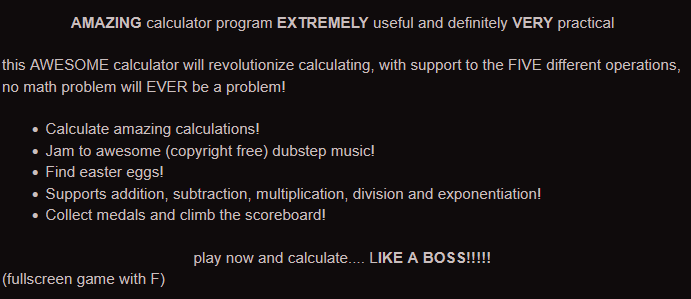 AMAZING calculator program EXTREMELY useful and definitely VERY practical
this AWESOME calculator will revolutionize calculating, with support to the FIVE different operations,
no math problem will EVER be a problem!
• Calculate amazing calculations!
• Jam to awesome (copyright free) dubstep music!
• Find easter eggs!
• Supports addition, subtraction, multiplication, division and exponentiation!
• Collect medals and climb the scoreboard!
play now and calculate.... LIKE A BOSS!!!!!
(fullscreen game with F)